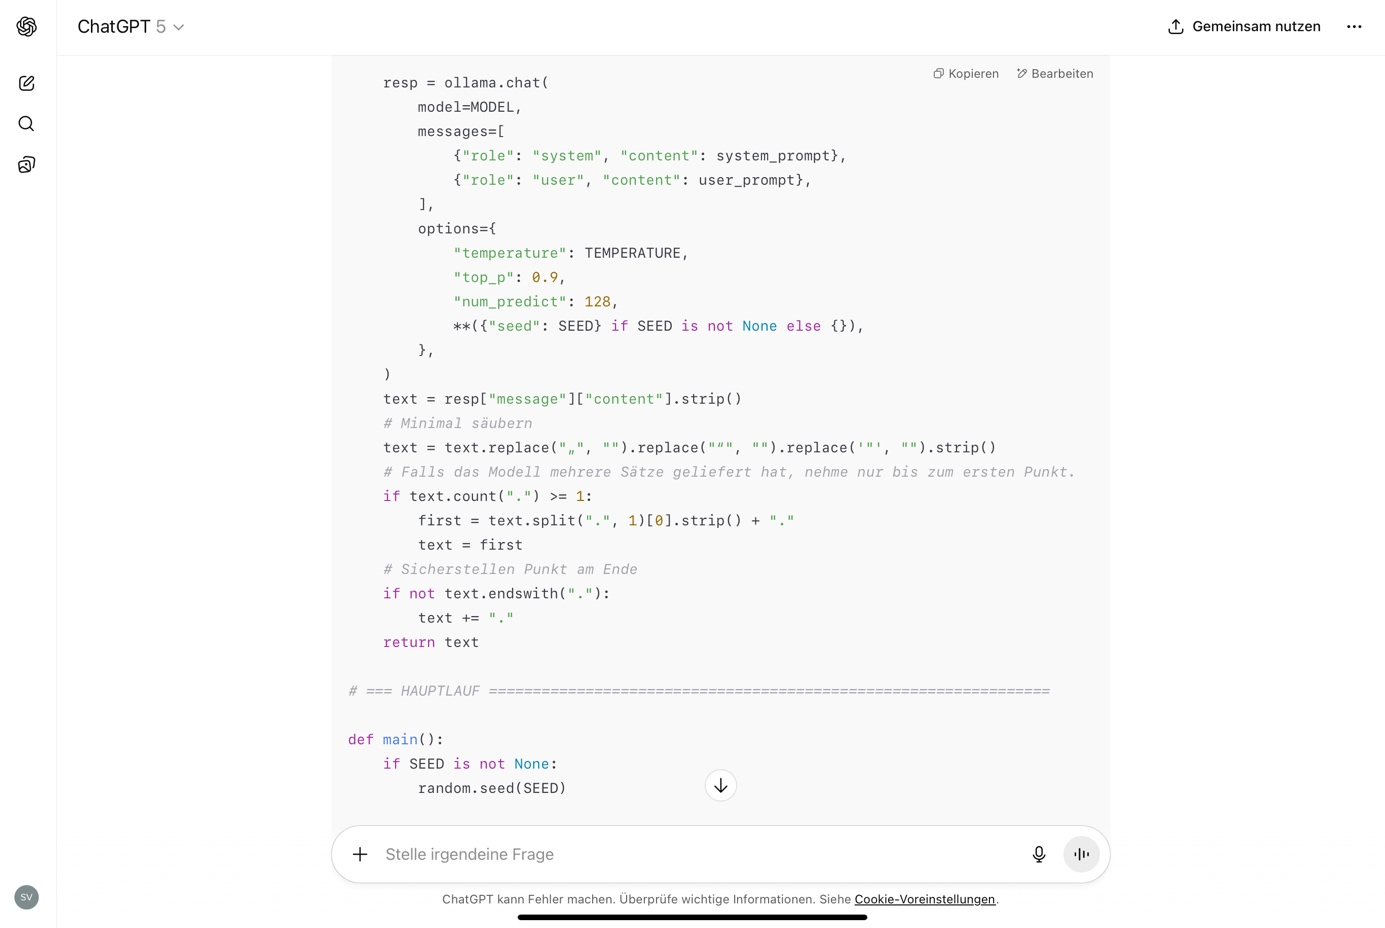 ChatGPT 5
Gemeinsam nutzen
Kopieren
Bearbeiten
resp = ollama.chat(
model=MODEL,
messages=[
{"role": "system", "content": system_prompt},
{"role": "user", "content": user_prompt},
],
options={
"temperature": TEMPERATURE,
"top_p": 0.9,
"num_predict": 128,
**({"seed": SEED} if SEED is not None else {}),
},
)
text = resp["message"]["content"].strip()
# Minimal säubern
text = text.replace("„", "").replace("“", "").replace('"', "").strip()
# Falls das Modell mehrere Sätze geliefert hat, nehme nur bis zum ersten Punkt.
if text.count(".") >= 1:
first = text.split(".", 1)[0].strip() + "."
text = first
# Sicherstellen Punkt am Ende
if not text.endswith("."):
text += "."
return text
# === HAUPTLAUF ================================================================
def main():
if SEED is not None:
random.seed(SEED)
Stelle irgendeine Frage
SV
ChatGPT kann Fehler machen. Überprüfe wichtige Informationen. Siehe Cookie-Voreinstellungen.